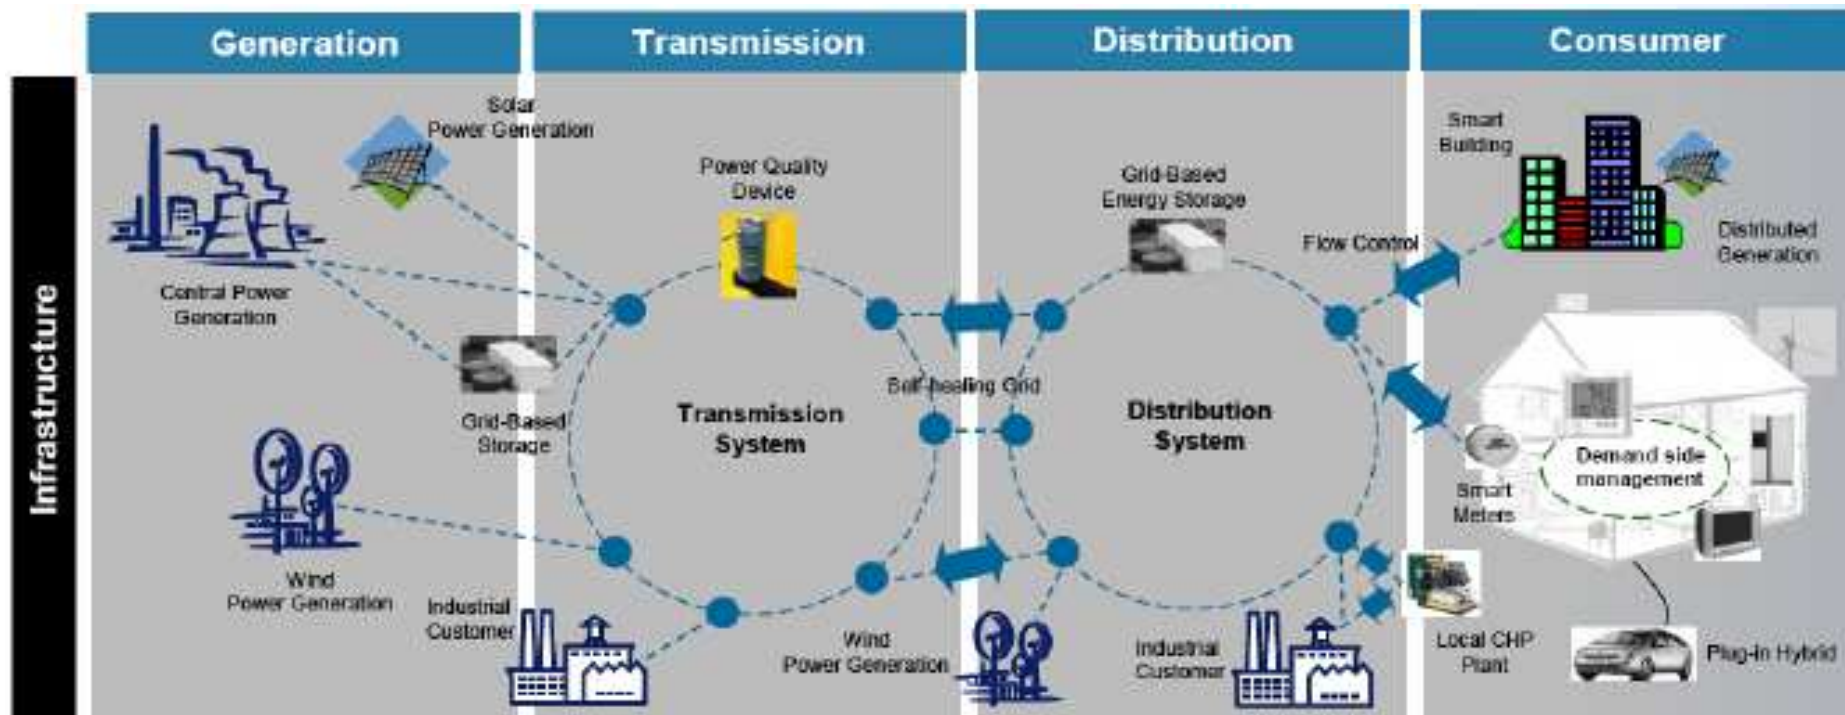 Generation
Transmission
Distribution
Consumer
Infrastructure
Solar
Power Generation
Central Power
Generation
Grid-Based
Storage
Wind
Power Generation
Industrial
Customer
Power Quality
Device
Transmission
System
Self-healing Grid
Wind
Power Generation
Grid-Based
Energy Storage
Flow Control
Distribution
System
Industrial
Customer
Smart
Building
Distributed
Generation
Demand side
management
Smart
Meters
Local CHP
Plant
Plug-in Hybrid